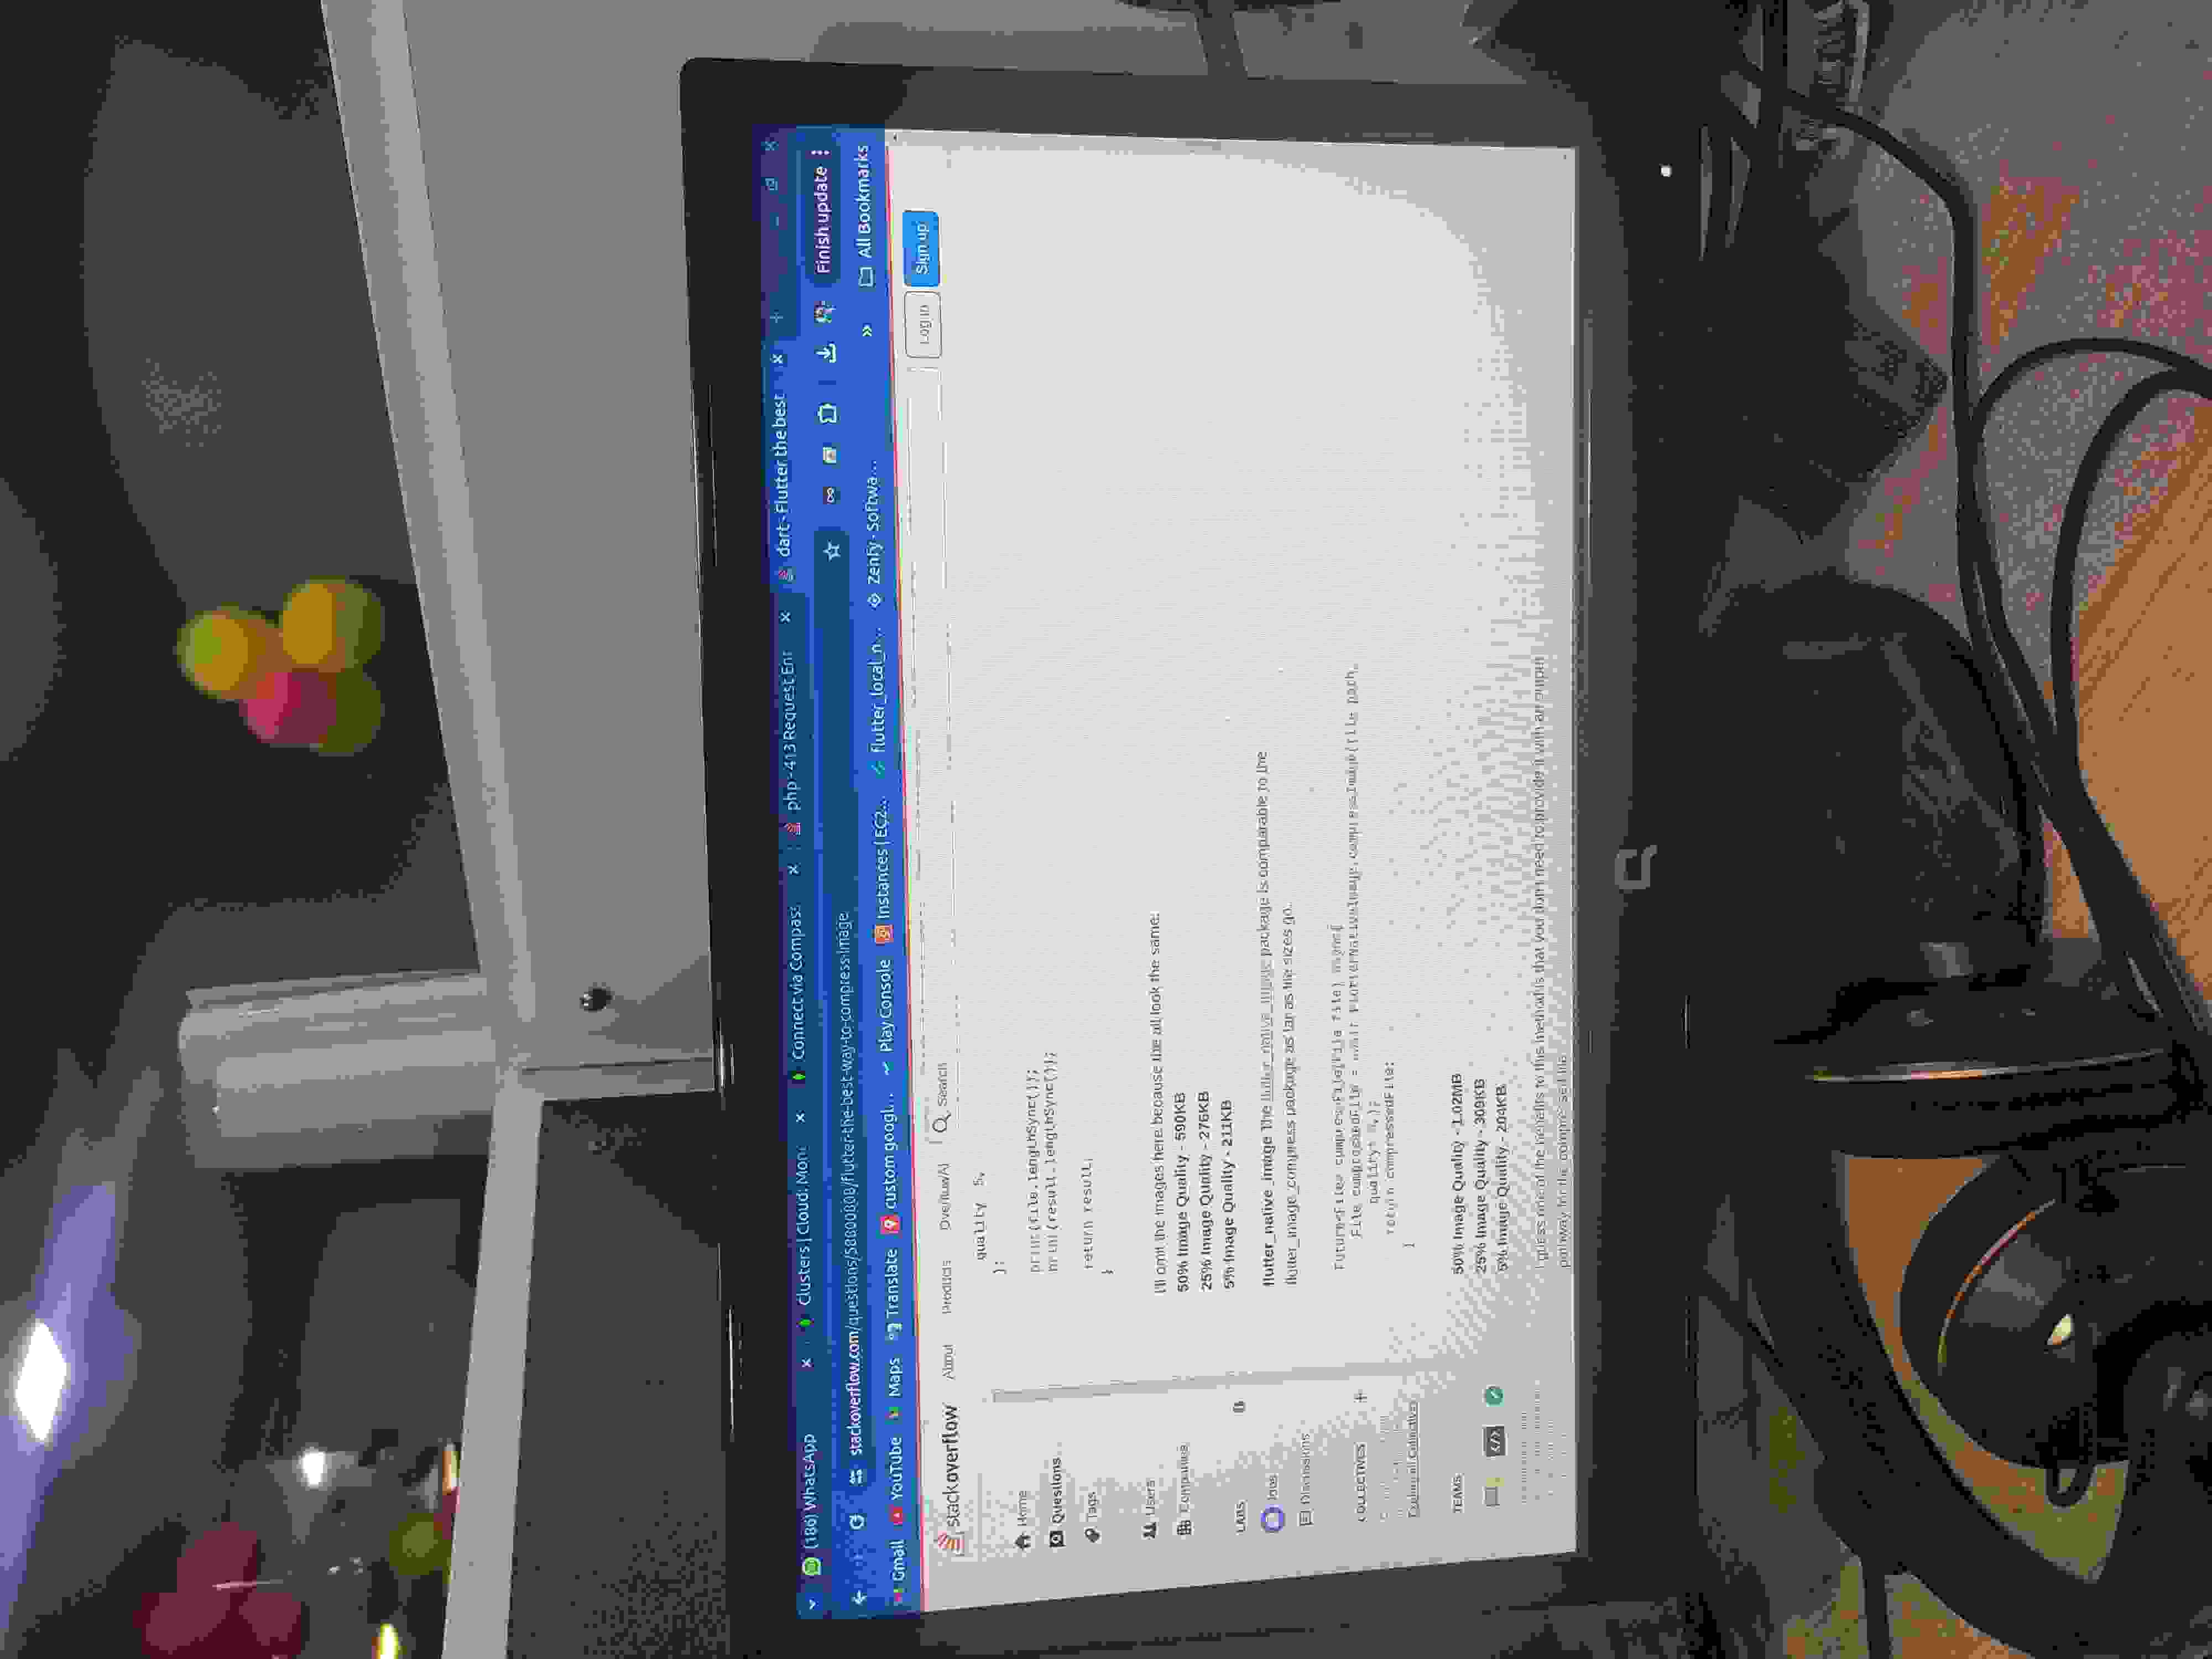 (186) WhatsApp
Clusters | Cloud: Mon
Connect via Compass
php - 413 Request Ent
dart - Flutter the best
stackoverflow.com/questions/58800808/flutter-the-best-way-to-compress-image
Finish update
Gmail
YouTube
Maps
Translate
custom googl...
Play Console
Instances | EC2...
flutter_local_n...
Zenfy - Softwa...
»
All Bookmarks
stackoverflow
About
Products
OverflowAI
Search
Log in
Sign up
Home
Questions
Tags
Users
Companies
LABS
Jobs
Discussions
COLLECTIVES
Explore all Collectives
TEAMS
quality 5,
);
print(file.lengthSync());
print(result.lengthSync());
return result;
}
I'll omit the images here because the all look the same:
50% Image Quality - 590KB
25% Image Quality - 276KB
5% Image Quality - 211KB
flutter_native_image The flutter_native_image package is comparable to the
flutter_image_compress package as far as file sizes go.
Future<File> compressFile(File file) async{
File compressedFile = await FlutterNativeImage.compressImage(file.path,
quality: 5,);
return compressedFile;
}
50% Image Quality - 1.02MB
25% Image Quality - 309KB
5% Image Quality - 204KB
I guess one of the benefits to this method is that you don't need to provide it with an output
pathway for the compressed file